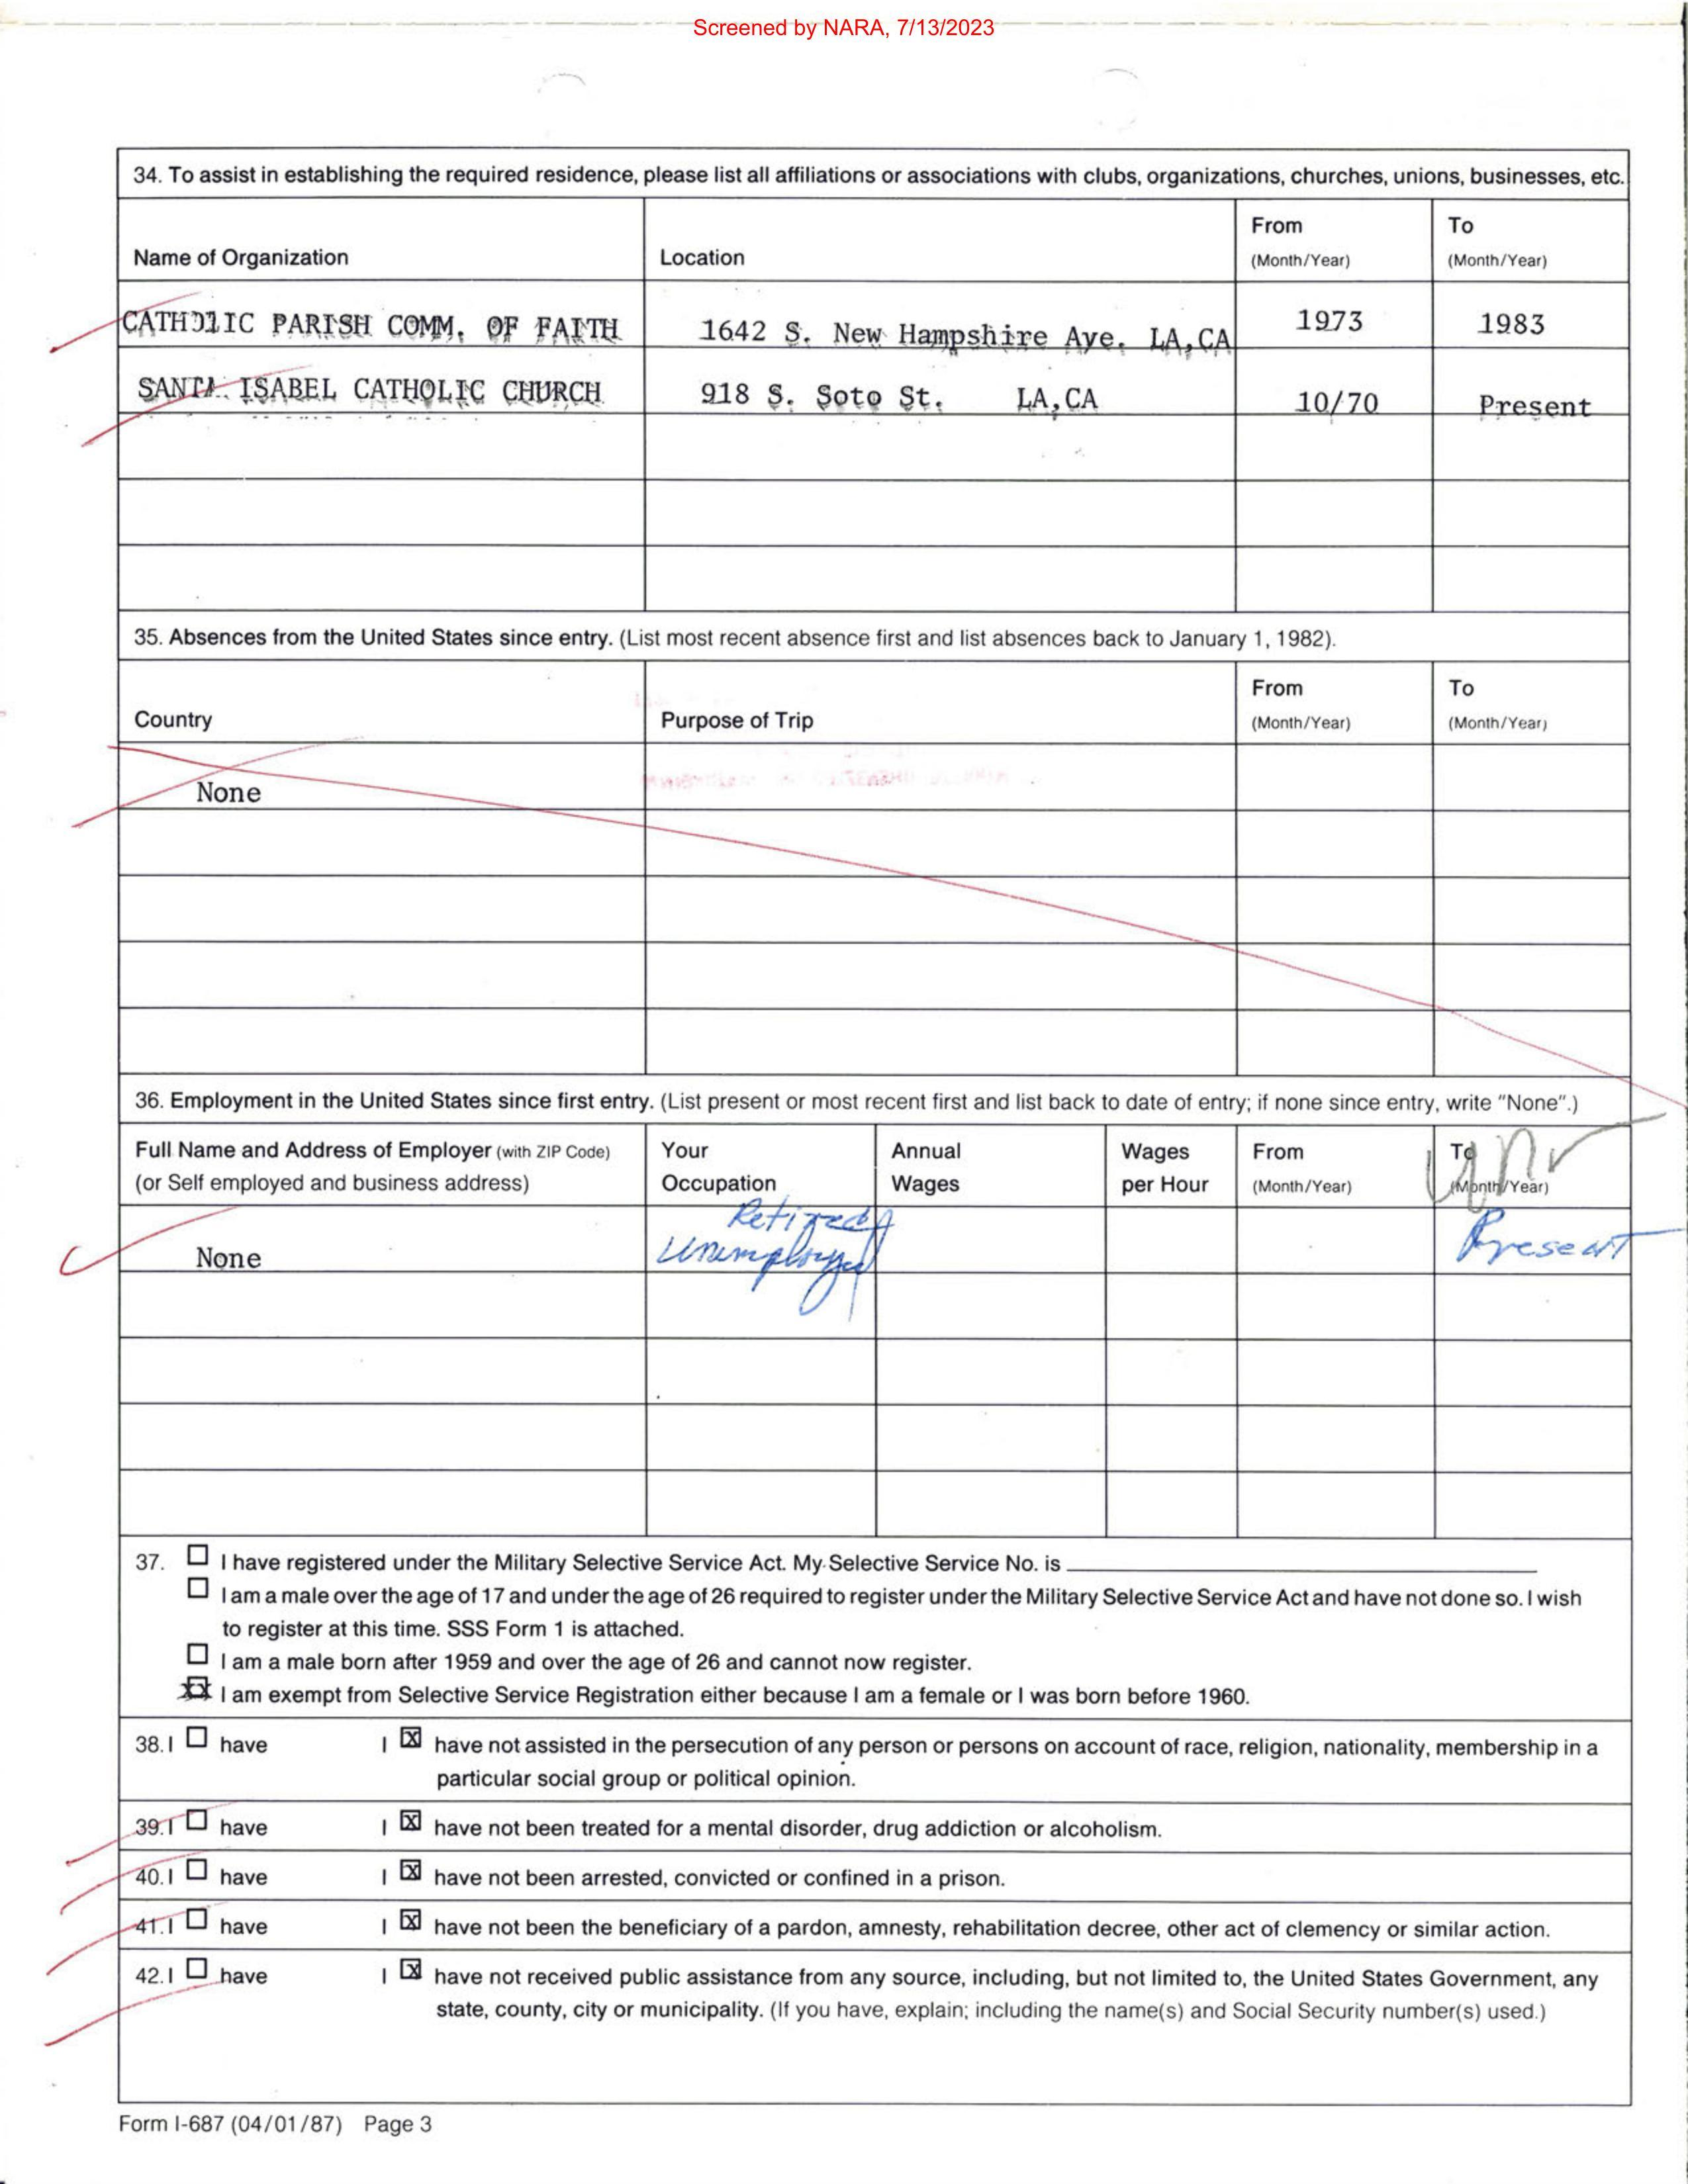 Screened by NARA, 7/13/2023
34. To assist in establishing the required residence, please list all affiliations or associations with clubs, organizations, churches, unions, businesses, etc.
Name of Organization Location From (Month/Year) To (Month/Year)
CATHOLIC PARISH COMM. OF FAITH 1642 S. New Hampshire Ave. LA,CA 1973 1983
SANTA ISABEL CATHOLIC CHURCH 918 S. Soto St. LA,CA 10/70 Present
35. Absences from the United States since entry. (List most recent absence first and list absences back to January 1, 1982).
Country Purpose of Trip From (Month/Year) To (Month/Year)
None
36. Employment in the United States since first entry. (List present or most recent first and list back to date of entry; if none since entry, write "None".)
Full Name and Address of Employer (with ZIP Code) Your Annual Wages From To
(or Self employed and business address) Occupation Wages per Hour (Month/Year) (Month/Year)
Retired
None Unemployed Present
37. ☐ I have registered under the Military Selective Service Act. My Selective Service No. is
☐ I am a male over the age of 17 and under the age of 26 required to register under the Military Selective Service Act and have not done so. I wish
to register at this time. SSS Form 1 is attached.
☐ I am a male born after 1959 and over the age of 26 and cannot now register.
XX I am exempt from Selective Service Registration either because I am a female or I was born before 1960.
38. I ☐ have I ☒ have not assisted in the persecution of any person or persons on account of race, religion, nationality, membership in a
particular social group or political opinion.
39. I ☐ have I ☒ have not been treated for a mental disorder, drug addiction or alcoholism.
40. I ☐ have I ☒ have not been arrested, convicted or confined in a prison.
41. I ☐ have I ☒ have not been the beneficiary of a pardon, amnesty, rehabilitation decree, other act of clemency or similar action.
42. I ☐ have I ☒ have not received public assistance from any source, including, but not limited to, the United States Government, any
state, county, city or municipality. (If you have, explain; including the name(s) and Social Security number(s) used.)
Form I-687 (04/01/87) Page 3